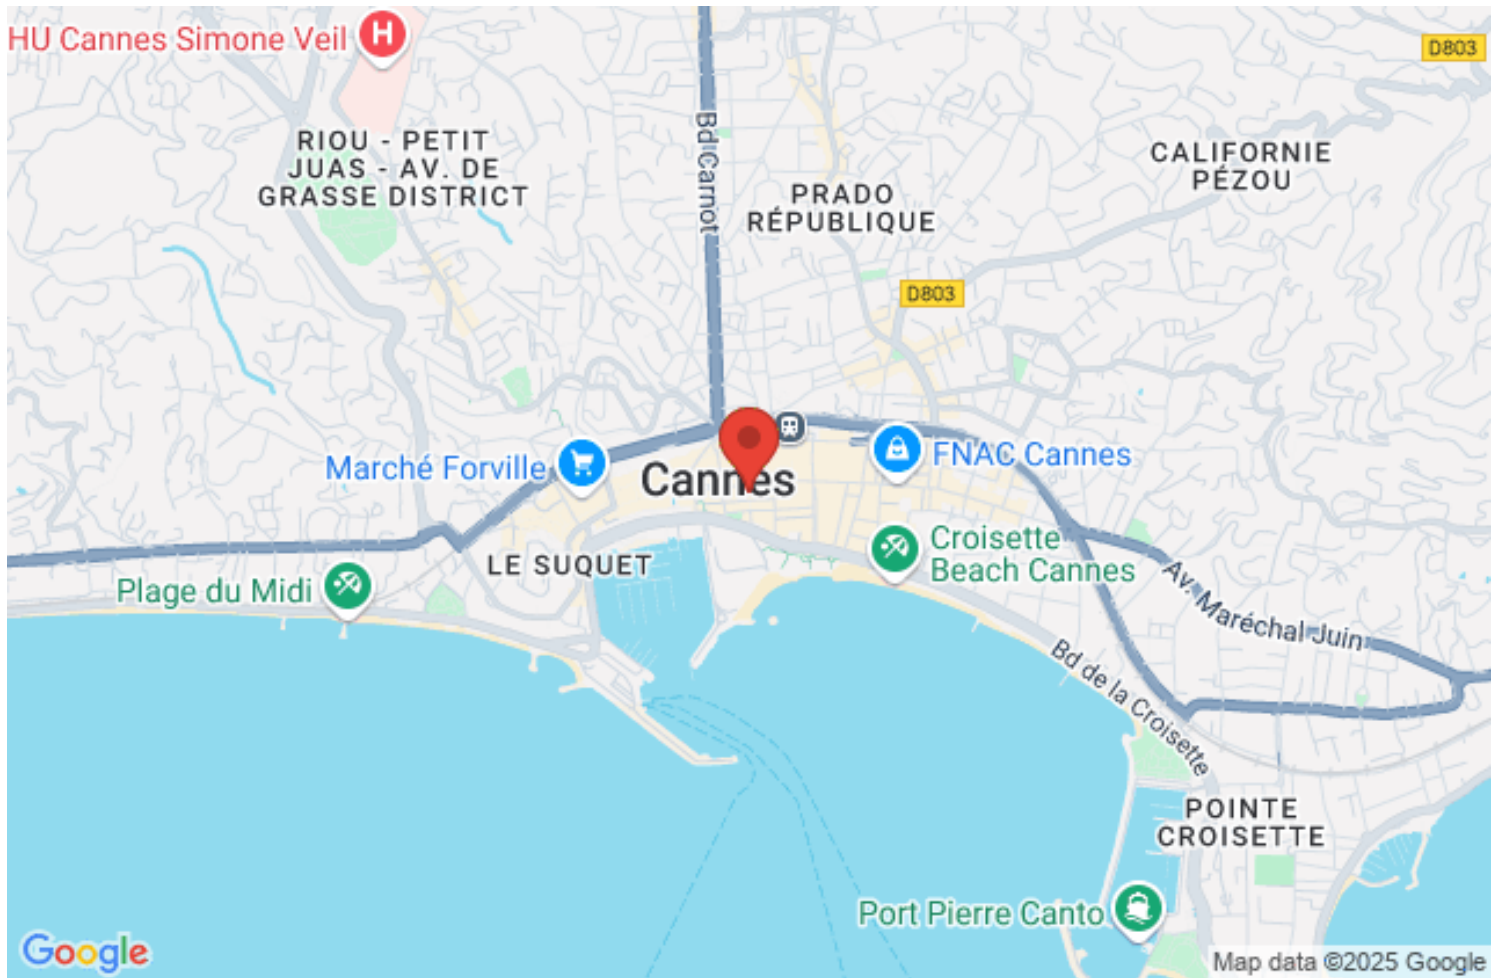 HU Cannes Simone Veil
H
D803
Bd Carnot
RIOU - PETIT
JUAS - AV. DE
GRASSE DISTRICT
CALIFORNIE
PÉZOU
PRADO
RÉPUBLIQUE
D803
Marché Forville
Cannes
FNAC Cannes
Croisette
Beach Cannes
LE SUQUET
Plage du Midi
Av. Maréchal Juin
Bd de la Croisette
POINTE
CROISETTE
Port Pierre Canto
Google
Map data ©2025 Google